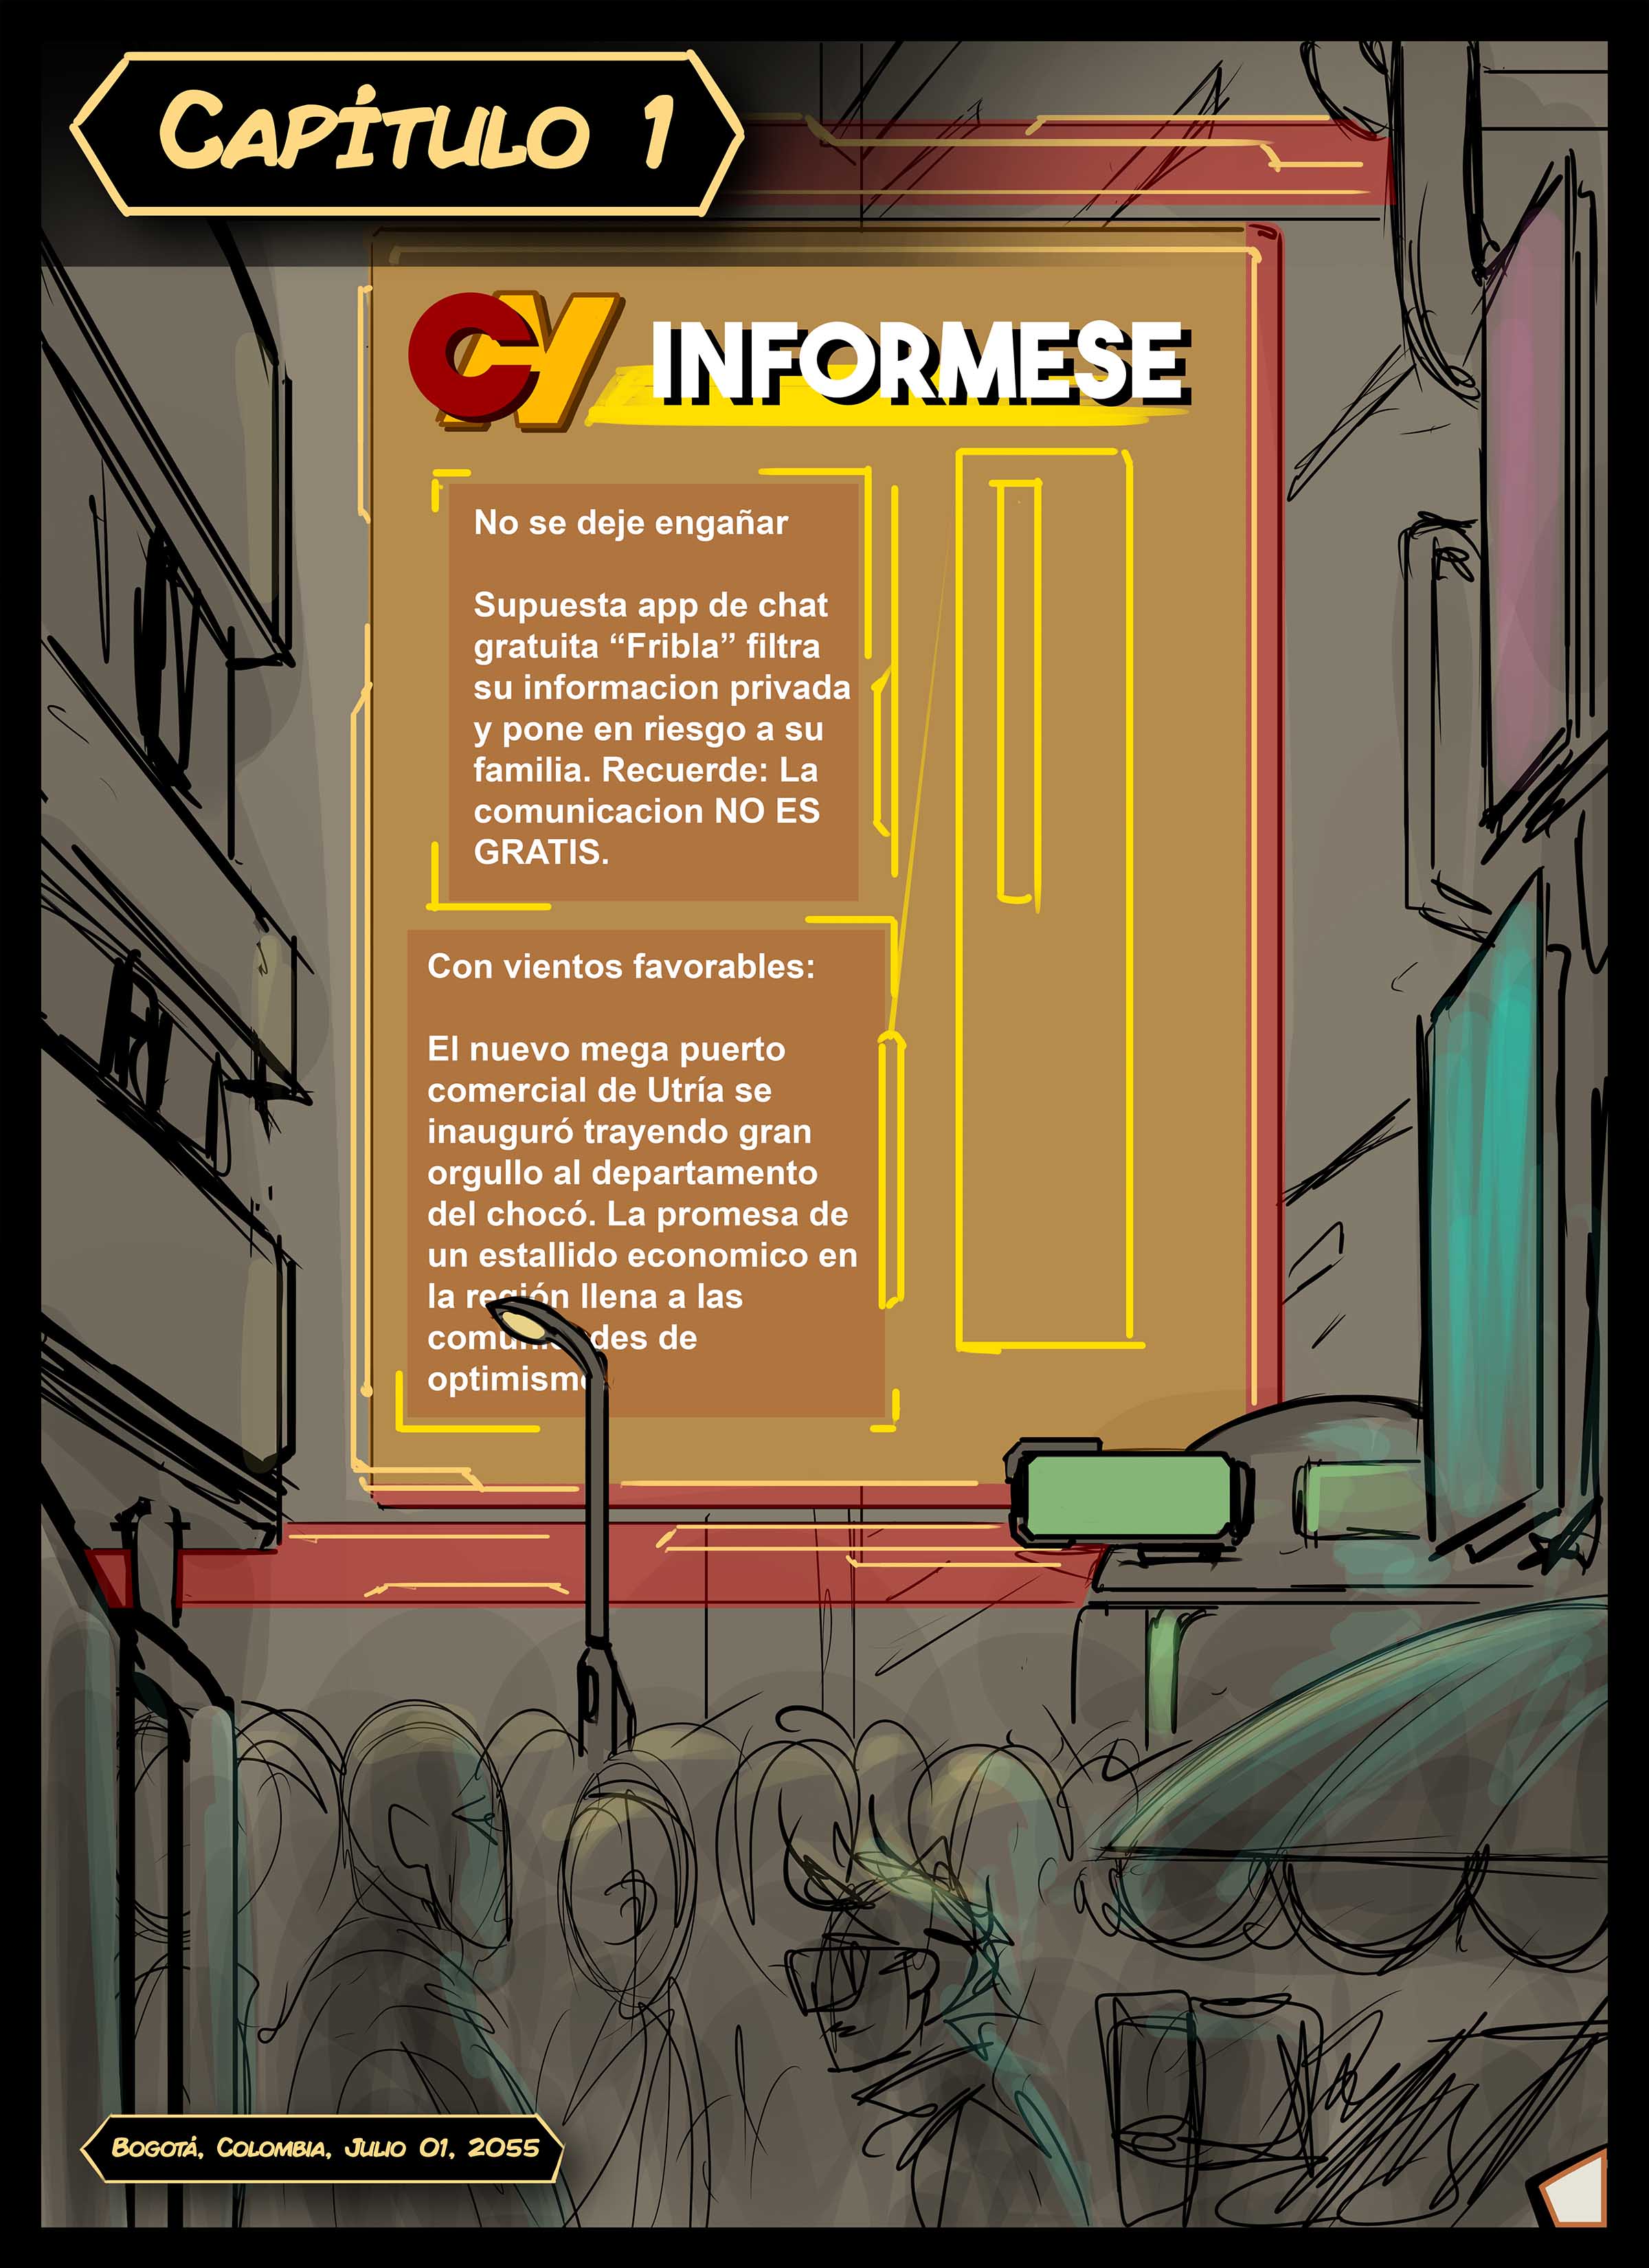 CAPÍTULO 1
CY INFORMESE
No se deje engañar
Supuesta app de chat
gratuita “Fribla” filtra
su informacion privada
y pone en riesgo a su
familia. Recuerde: La
comunicacion NO ES
GRATIS.
Con vientos favorables:
El nuevo mega puerto
comercial de Utría se
inauguró trayendo gran
orgullo al departamento
del chocó. La promesa de
un estallido economico en
la región llena a las
comunidades de
optimismo
BOGOTÁ, COLOMBIA, JULIO 01, 2055